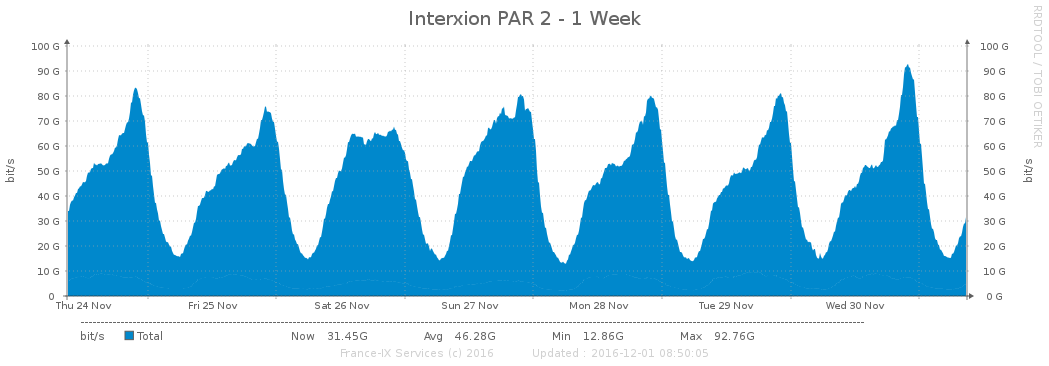 Interxion PAR 2 - 1 Week
RRDTOOL / TOBI OETIKER
bit/s
100 G 100 G
90 G 90 G
80 G 80 G
70 G 70 G
60 G 60 G
50 G 50 G
40 G 40 G
30 G 30 G
20 G 20 G
10 G 10 G
0 0 G
bit/s
Thu 24 Nov Fri 25 Nov Sat 26 Nov Sun 27 Nov Mon 28 Nov Tue 29 Nov Wed 30 Nov
bit/s Total Now 31.45G Avg 46.28G Min 12.86G Max 92.76G
France-IX Services (c) 2016 Updated : 2016-12-01 08:50:05